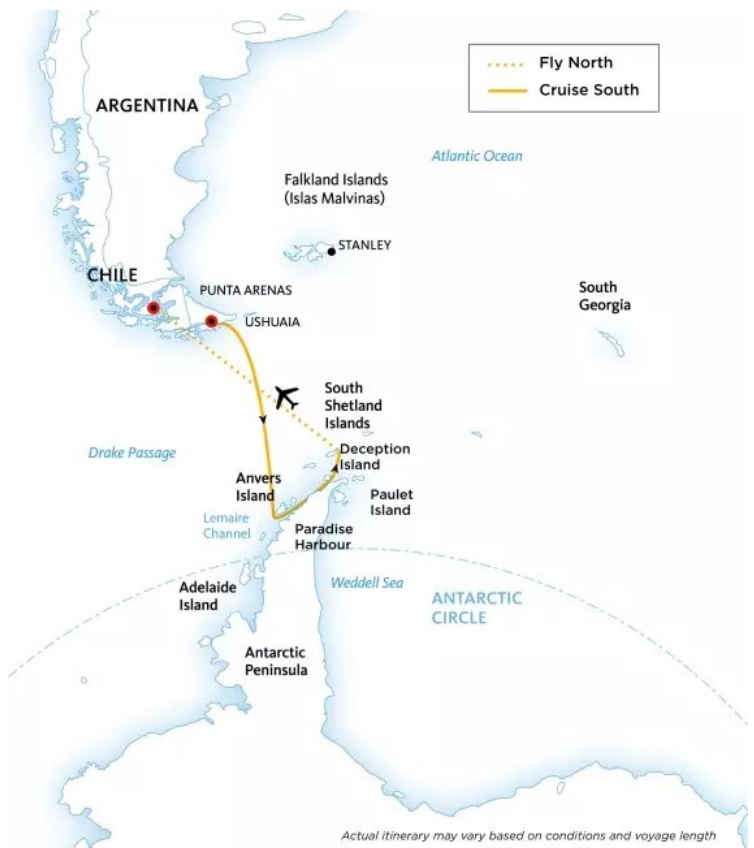 Fly North
Cruise South
ARGENTINA
Atlantic Ocean
Falkland Islands
(Islas Malvinas)
STANLEY
CHILE
PUNTA ARENAS
USHUAIA
South
Georgia
South
Shetland
Islands
Drake Passage
Deception
Island
Anvers
Island
Paulet
Island
Lemaire
Channel
Paradise
Harbour
Adelaide
Island
Weddell Sea
ANTARCTIC
CIRCLE
Antarctic
Peninsula
Actual itinerary may vary based on conditions and voyage length